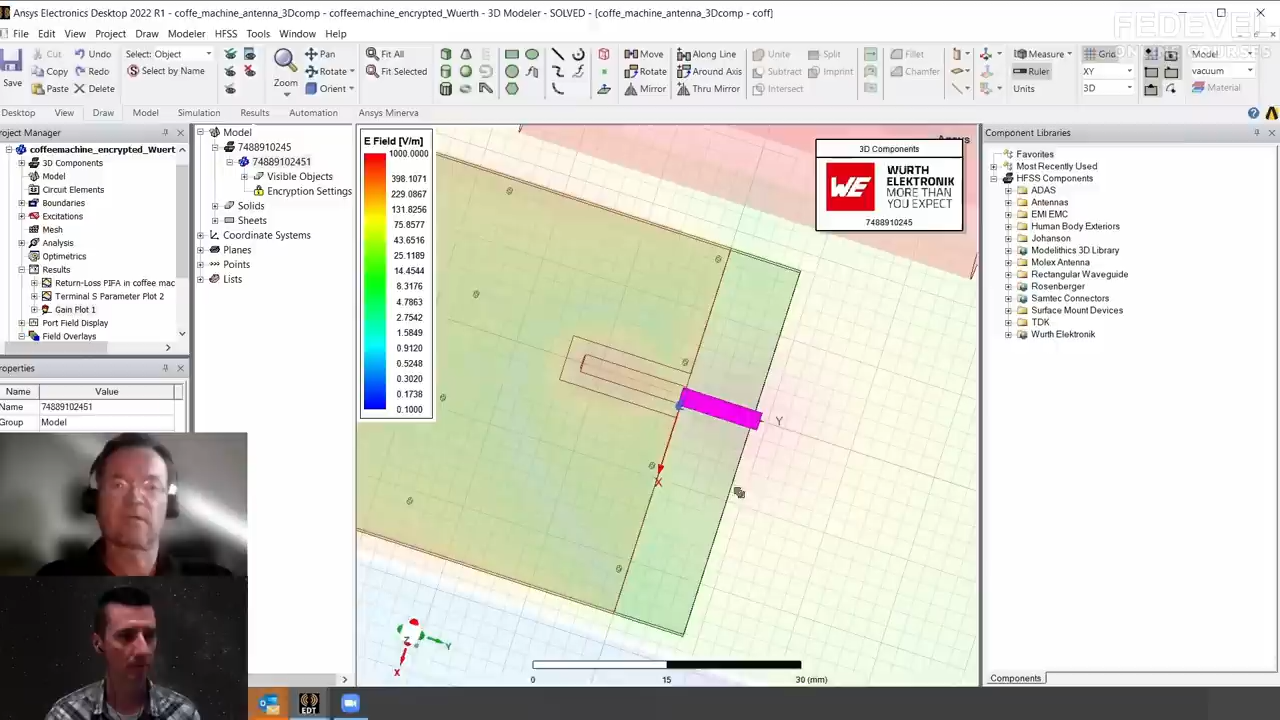 Ansys Electronics Desktop 2022 R1 - coffe_machine_antenna_3Dcomp - coffeemachine_encrypted_Wuerth - 3D Modeler - SOLVED - [coffe_machine_antenna_3Dcomp - coff]
FEDEVEL
File Edit View Project Draw Modeler HFSS Tools Window Help
Save Cut Copy Paste Undo Redo Delete Select: Object Select by Name Zoom Pan Rotate Orient Fit All Fit Selected
Move Rotate Mirror Along Line Around Axis Thru Mirror Unite Subtract Intersect Split Imprint Fillet Chamfer
Measure Ruler Units Grid XY 3D Model vacuum Material
Desktop View Draw Model Simulation Results Automation Ansys Minerva
roject Manager
coffeemachine_encrypted_Wuert
3D Components
Model
Circuit Elements
Boundaries
Excitations
Mesh
Analysis
Optimetrics
Results
Return-Loss PIFA in coffee mac
Terminal S Parameter Plot 2
Gain Plot 1
Port Field Display
Field Overlays
roperties
Name Value
Name 74889102451
Group Model
Model
7488910245
74889102451
Visible Objects
Encryption Settings
Solids
Sheets
Coordinate Systems
Planes
Points
Lists
E Field [V/m]
1000.0000
398.1071
229.0867
131.8256
75.8577
43.6516
25.1189
14.4544
8.3176
4.7863
2.7542
1.5849
0.9120
0.5248
0.3020
0.1738
0.1000
3D Components
WE
WURTH
ELEKTRONIK
MORE THAN
YOU EXPECT
7488910245
Y
X
Z
Y
X
0 15 30 (mm)
Component Libraries
Favorites
Most Recently Used
HFSS Components
ADAS
Antennas
EMI EMC
Human Body Exteriors
Johanson
Modelithics 3D Library
Molex Antenna
Rectangular Waveguide
Rosenberger
Samtec Connectors
Surface Mount Devices
TDK
Wurth Elektronik
Components
EDT